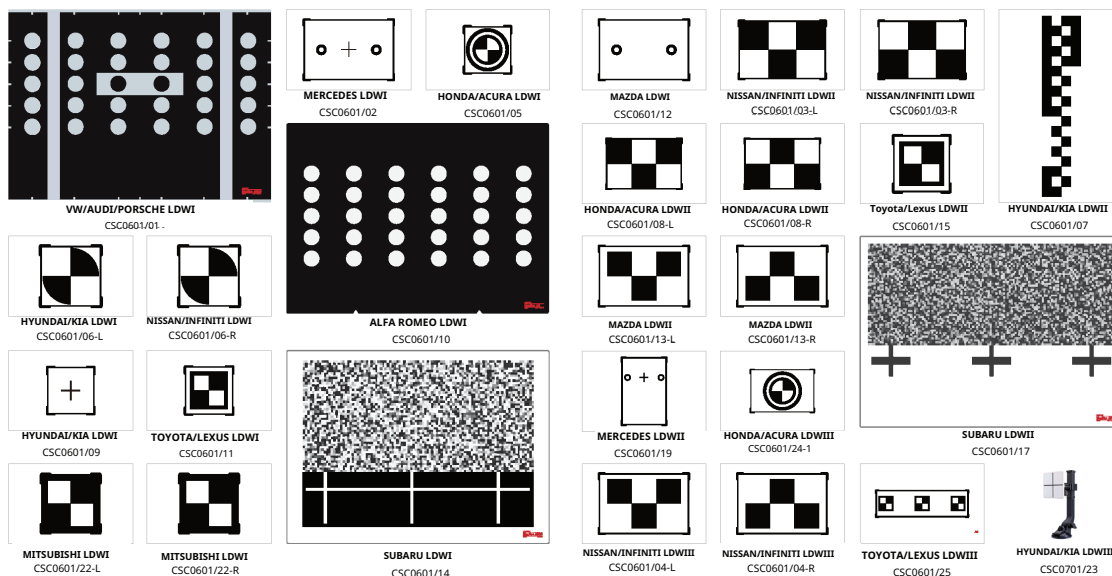 VW/AUDI/PORSCHE LDWI
CSC0601/01
MERCEDES LDWI
CSC0601/02
HONDA/ACURA LDWI
CSC0601/05
MAZDA LDWI
CSC0601/12
NISSAN/INFINITI LDWII
CSC0601/03-L
NISSAN/INFINITI LDWII
CSC0601/03-R
HYUNDAI/KIA LDWII
CSC0601/07
HONDA/ACURA LDWII
CSC0601/08-L
HONDA/ACURA LDWII
CSC0601/08-R
Toyota/Lexus LDWII
CSC0601/15
HYUNDAI/KIA LDWI
CSC0601/06-L
NISSAN/INFINITI LDWI
CSC0601/06-R
ALFA ROMEO LDWI
CSC0601/10
MAZDA LDWII
CSC0601/13-L
MAZDA LDWII
CSC0601/13-R
HYUNDAI/KIA LDWI
CSC0601/09
TOYOTA/LEXUS LDWI
CSC0601/11
MERCEDES LDWII
CSC0601/19
HONDA/ACURA LDWIII
CSC0601/24-1
SUBARU LDWII
CSC0601/17
MITSUBISHI LDWI
CSC0601/22-L
MITSUBISHI LDWI
CSC0601/22-R
SUBARU LDWI
CSC0601/14
NISSAN/INFINITI LDWIII
CSC0601/04-L
NISSAN/INFINITI LDWIII
CSC0601/04-R
TOYOTA/LEXUS LDWIII
CSC0601/25
HYUNDAI/KIA LDWIII
CSC0701/23